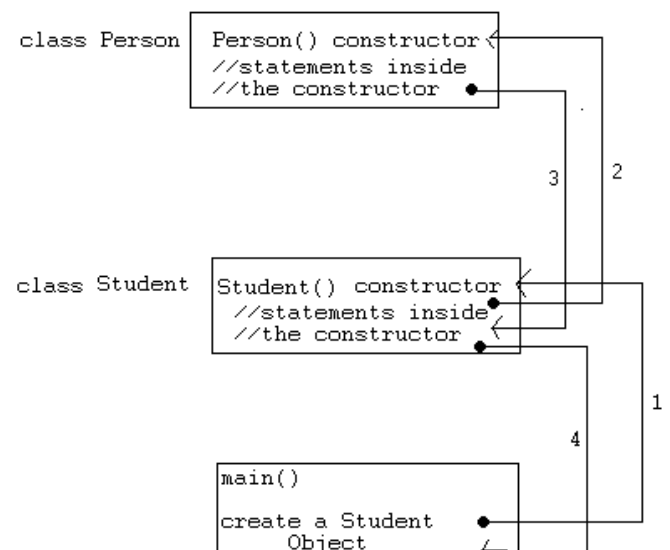 class Person
Person() constructor
//statements inside
//the constructor
3
2
class Student
Student() constructor
//statements inside
//the constructor
1
4
main()
create a Student
Object